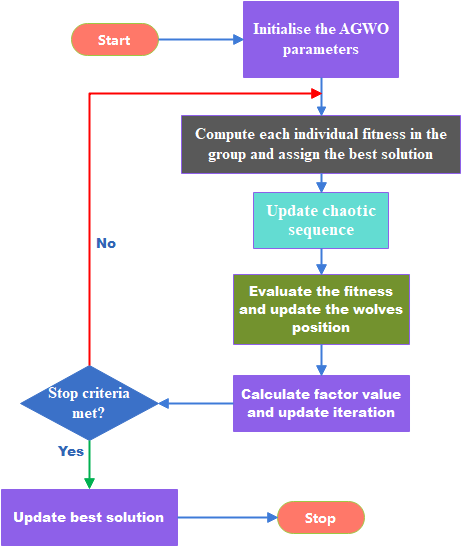 Start
Initialise the AGWO
parameters
Compute each individual fitness in the
group and assign the best solution
Update chaotic
sequence
Evaluate the fitness
and update the wolves
position
Calculate factor value
and update iteration
Stop criteria
met?
No
Yes
Update best solution
Stop